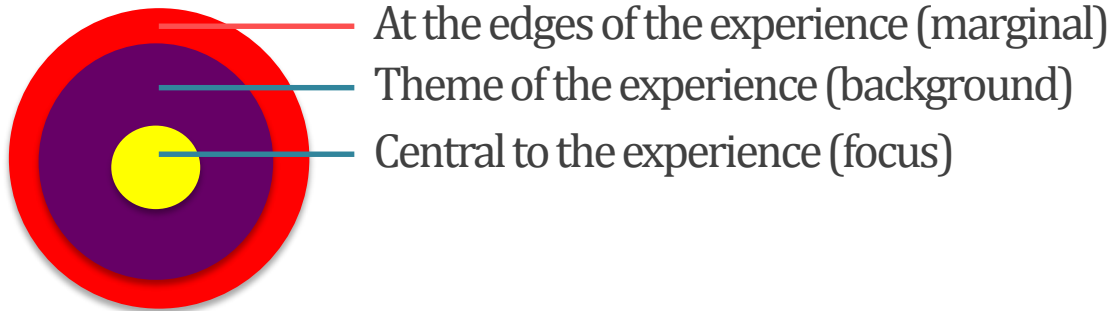 At the edges of the experience (marginal)
Theme of the experience (background)
Central to the experience (focus)